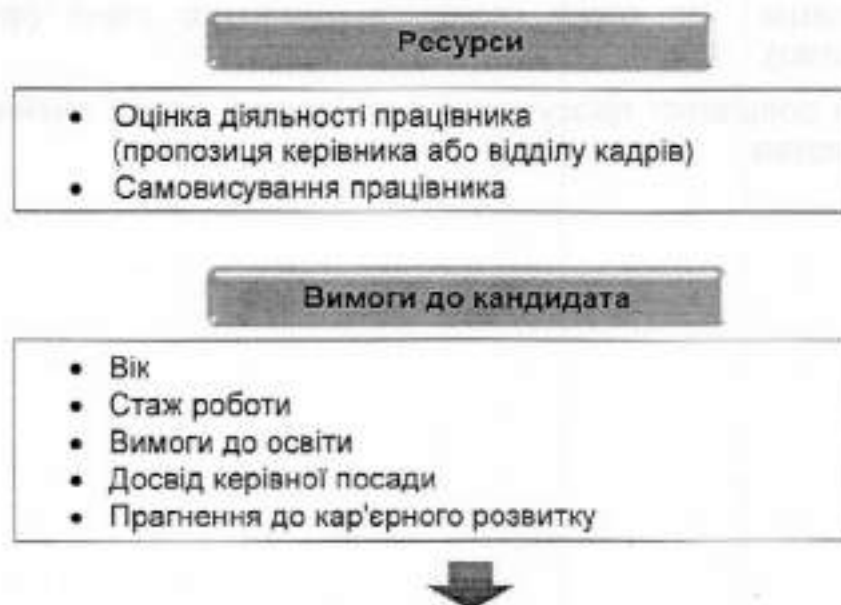 Ресурси
• Оцінка діяльності працівника
(пропозиця керівника або відділу кадрів)
• Самовисування працівника
Вимоги до кандидата
• Вік
• Стаж роботи
• Вимоги до освіти
• Досвід керівної посади
• Прагнення до кар'єрного розвитку